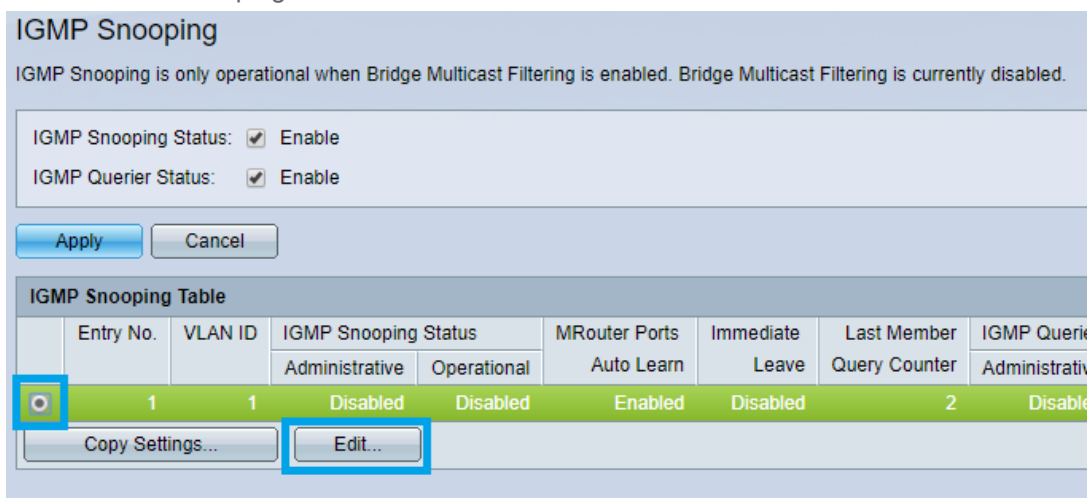 IGMP Snooping
IGMP Snooping is only operational when Bridge Multicast Filtering is enabled. Bridge Multicast Filtering is currently disabled.
IGMP Snooping Status: Enable
IGMP Querier Status: Enable
Apply Cancel
IGMP Snooping Table
Entry No. VLAN ID IGMP Snooping Status MRouter Ports Immediate Last Member IGMP Querie
Administrative Operational Auto Learn Leave Query Counter Administrativ
1 1 Disabled Disabled Enabled Disabled 2 Disable
Copy Settings... Edit...